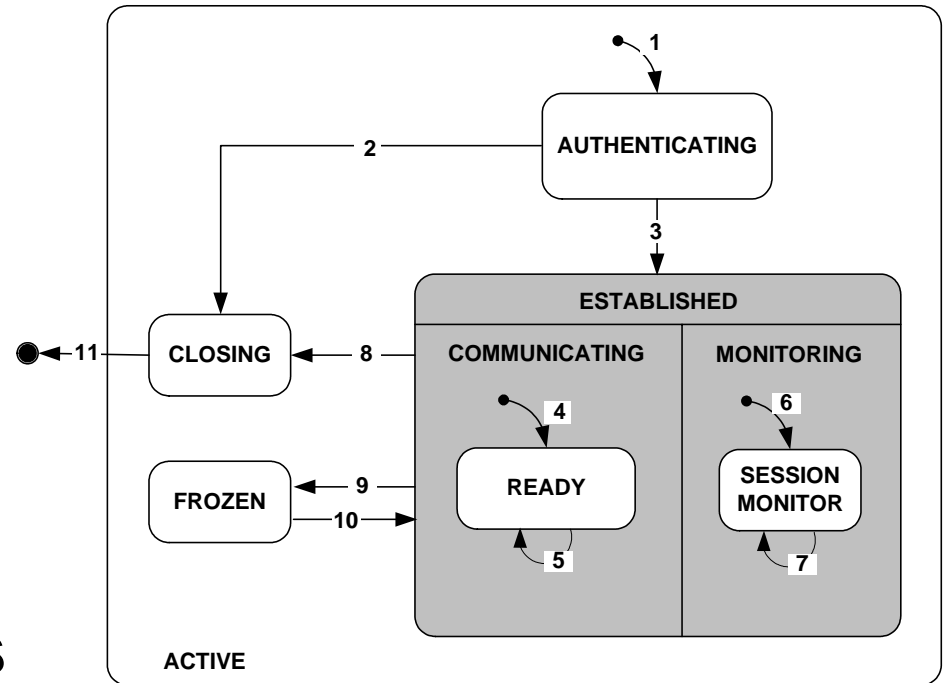 1
AUTHENTICATING
2
3
ESTABLISHED
11
CLOSING
8
COMMUNICATING
MONITORING
4
6
FROZEN
9
10
READY
SESSION
MONITOR
5
7
S
ACTIVE